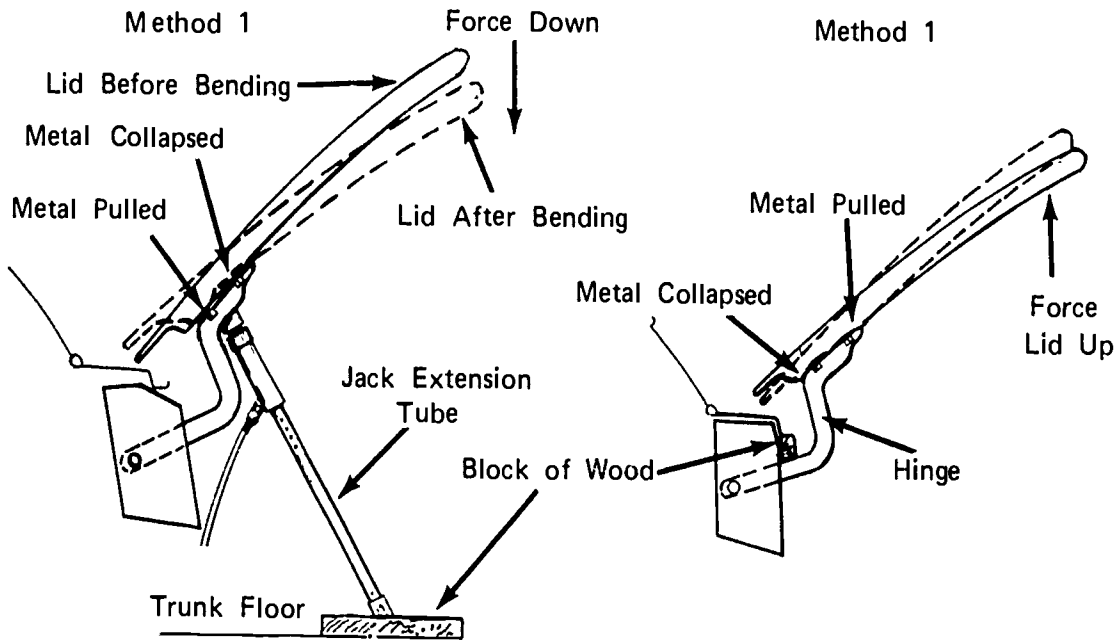 Method 1
Force Down
Lid Before Bending
Metal Collapsed
Metal Pulled
Lid After Bending
Jack Extension
Tube
Block of Wood
Trunk Floor
Method 1
Metal Pulled
Metal Collapsed
Force
Lid Up
Hinge